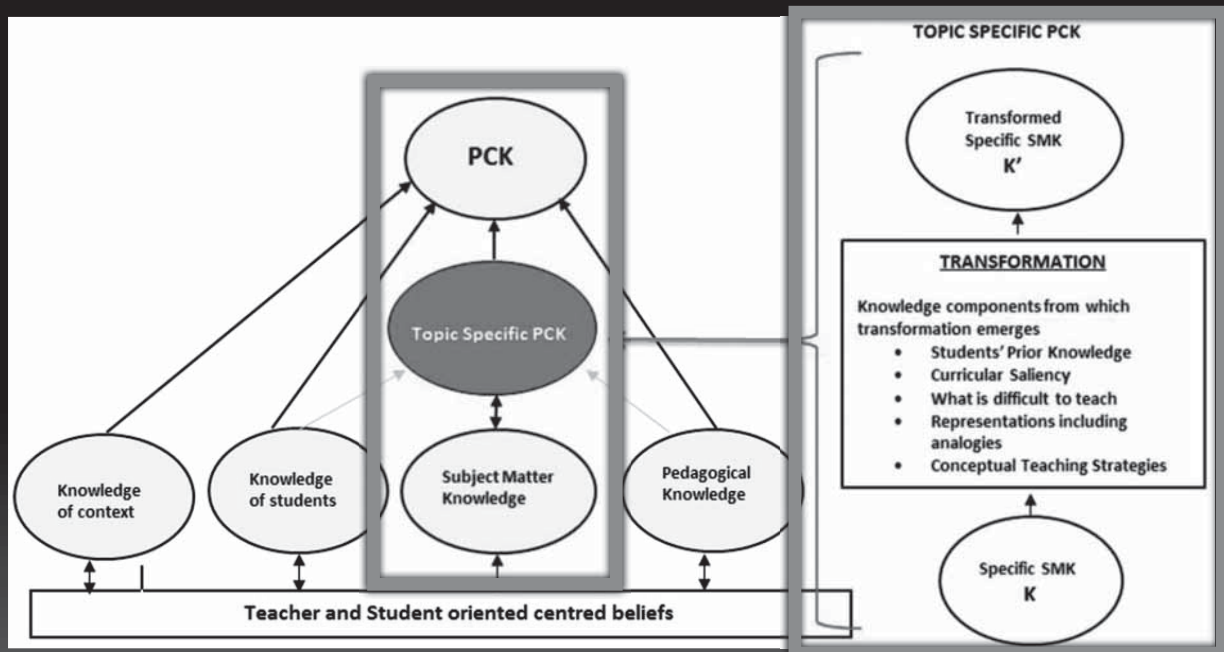 PCK
Topic Specific PCK
Knowledge
of context
Knowledge
of students
Subject Matter
Knowledge
Pedagogical
Knowledge
Teacher and Student oriented centred beliefs
TOPIC SPECIFIC PCK
Transformed
Specific SMK
K'
TRANSFORMATION
Knowledge components from which
transformation emerges
• Students' Prior Knowledge
• Curricular Saliency
• What is difficult to teach
• Representations including
analogies
• Conceptual Teaching Strategies
Specific SMK
K